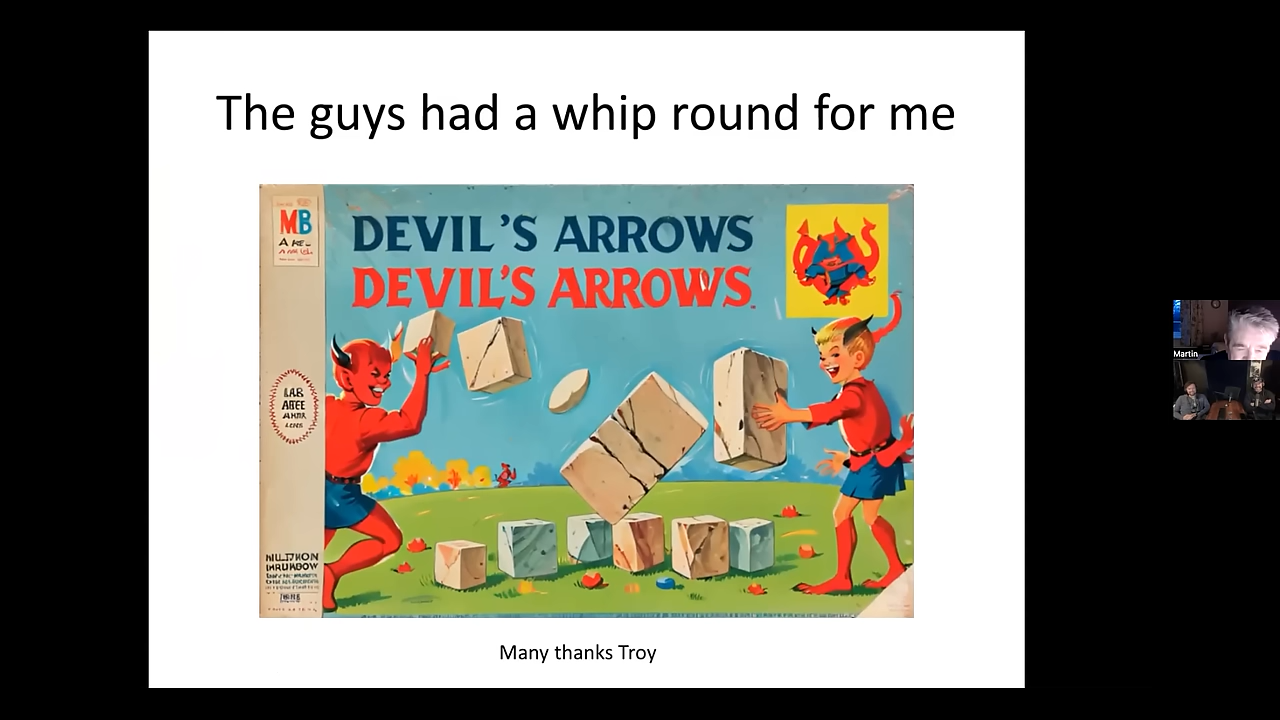 The guys had a whip round for me
MB
DEVIL'S ARROWS
DEVIL'S ARROWS
Many thanks Troy
Martin